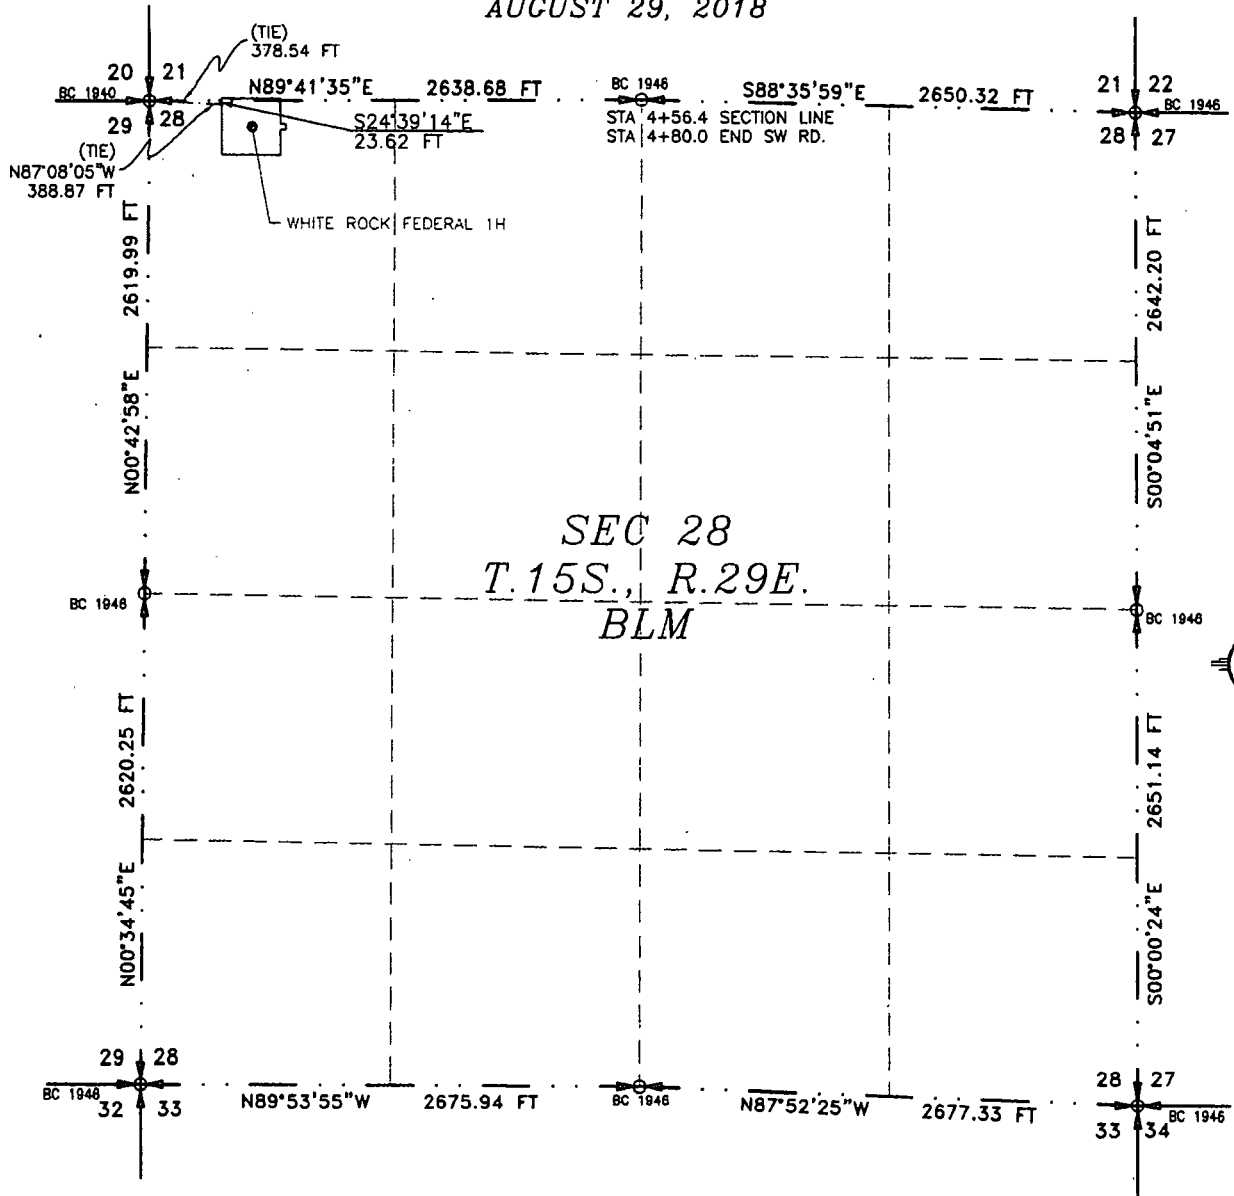 AUGUST 29, 2018
(TIE)
378.54 FT
20 21
BC 1940
29 28
N89°41'35"E 2638.68 FT
BC 1946
S88°35'59"E 2650.32 FT
21 22
BC 1946
28 27
STA 4+56.4 SECTION LINE
STA 4+80.0 END SW RD.
S24°39'14"E
23.62 FT
(TIE)
N87°08'05"W
388.87 FT
WHITE ROCK FEDERAL 1H
N00°42'58"E 2619.99 FT
S00°04'51"E 2642.20 FT
SEC 28
T.15S., R.29E.
BLM
BC 1946
BC 1946
N00°34'45"E 2620.25 FT
S00°00'24"E 2651.14 FT
29 28
BC 1946
32 33
N89°53'55"W 2675.94 FT
BC 1946
N87°52'25"W 2677.33 FT
28 27
BC 1946
33 34